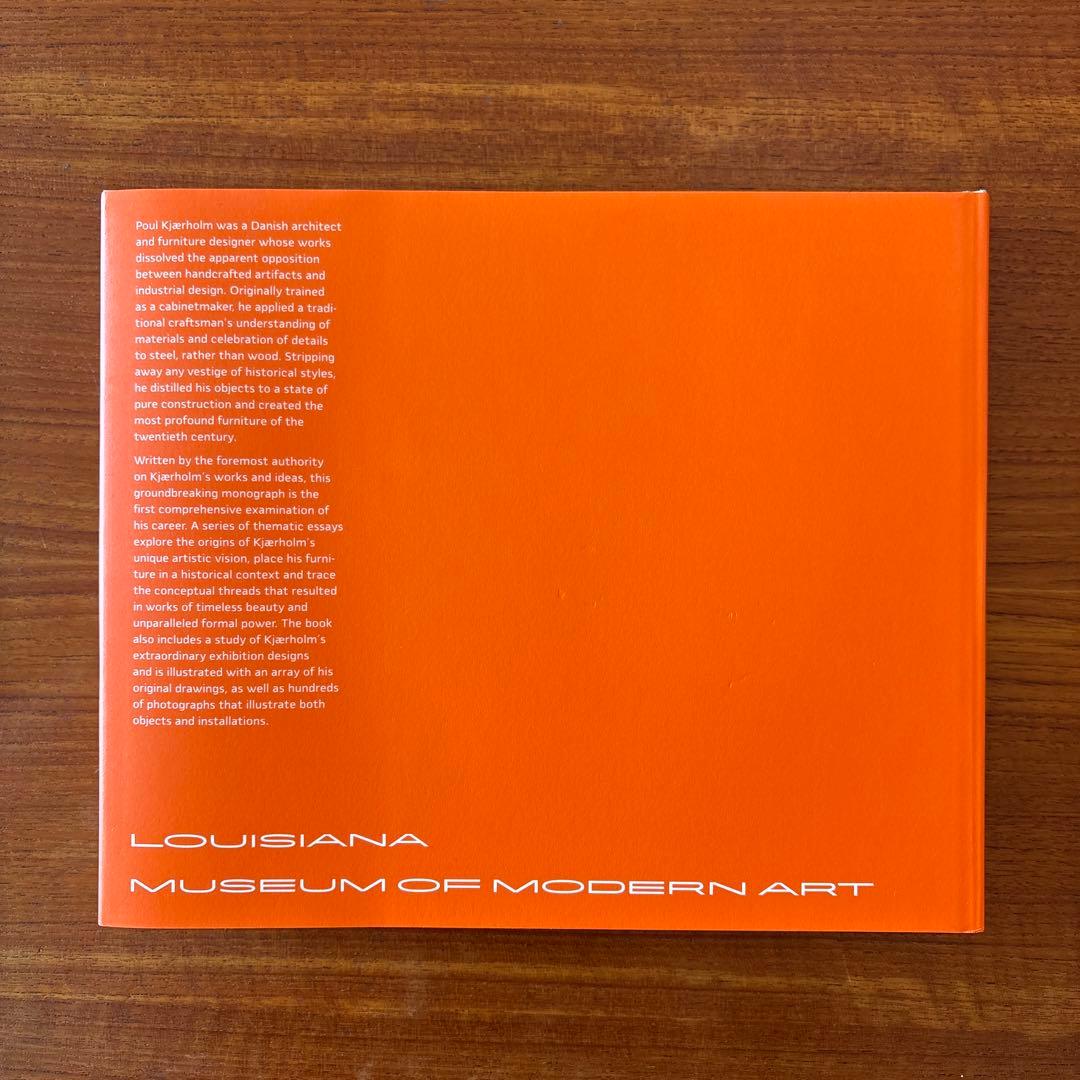 Poul Kjærholm was a Danish architect
and furniture designer whose works
dissolved the apparent opposition
between handcrafted artifacts and
industrial design. Originally trained
as a cabinetmaker, he applied a tradi-
tional craftsman's understanding of
materials and celebration of details
to steel, rather than wood. Stripping
away any vestige of historical styles,
he distilled his objects to a state of
pure construction and created the
most profound furniture of the
twentieth century.
Written by the foremost authority
on Kjærholm's works and ideas, this
groundbreaking monograph is the
first comprehensive examination of
his career. A series of thematic essays
explore the origins of Kjærholm's
unique artistic vision, place his furni-
ture in a historical context and trace
the conceptual threads that resulted
in works of timeless beauty and
unparalleled formal power. The book
also includes a study of Kjærholm's
extraordinary exhibition designs
and is illustrated with an array of his
original drawings, as well as hundreds
of photographs that illustrate both
objects and installations.
LOUISIANA
MUSEUM OF MODERN ART